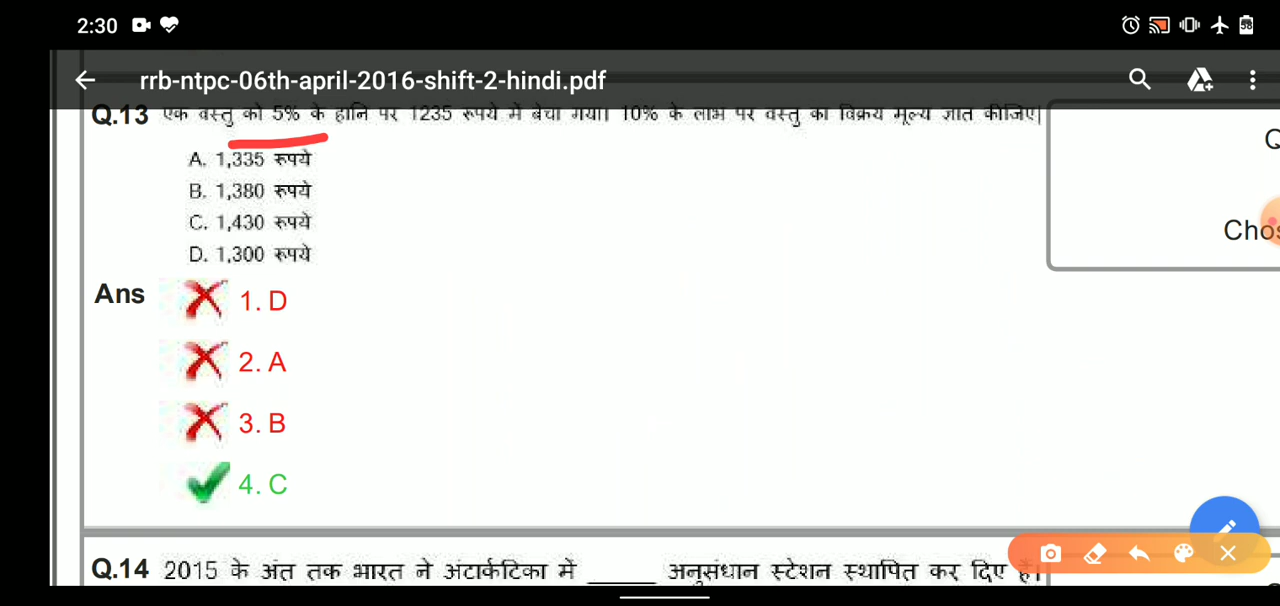 2:30
58
rrb-ntpc-06th-april-2016-shift-2-hindi.pdf
Q.13 एक वस्तु को 5% के हानि पर 1235 रूपये में बेचा गया। 10% के लाभ पर वस्तु का विक्रय मूल्य ज्ञात कीजिए|
A. 1,335 रूपये
B. 1,380 रूपये
C. 1,430 रूपये
D. 1,300 रूपये
Ans
1. D
2. A
3. B
4. C
Q
Q.14 2015 के अंत तक भारत ने अंटार्कटिका में ______ अनुसंधान स्टेशन स्थापित कर दिए हैं।